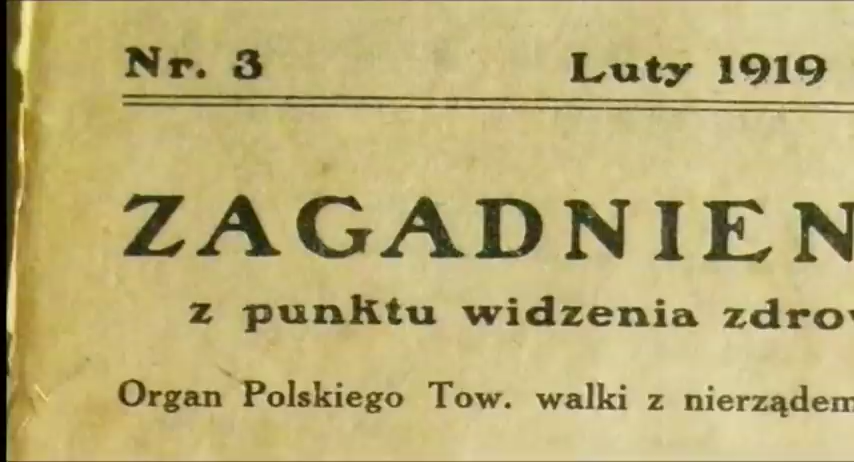 Nr. 3 Luty 1919
ZAGADNIEN
z punktu widzenia zdro
Organ Polskiego Tow. walki z nierządem